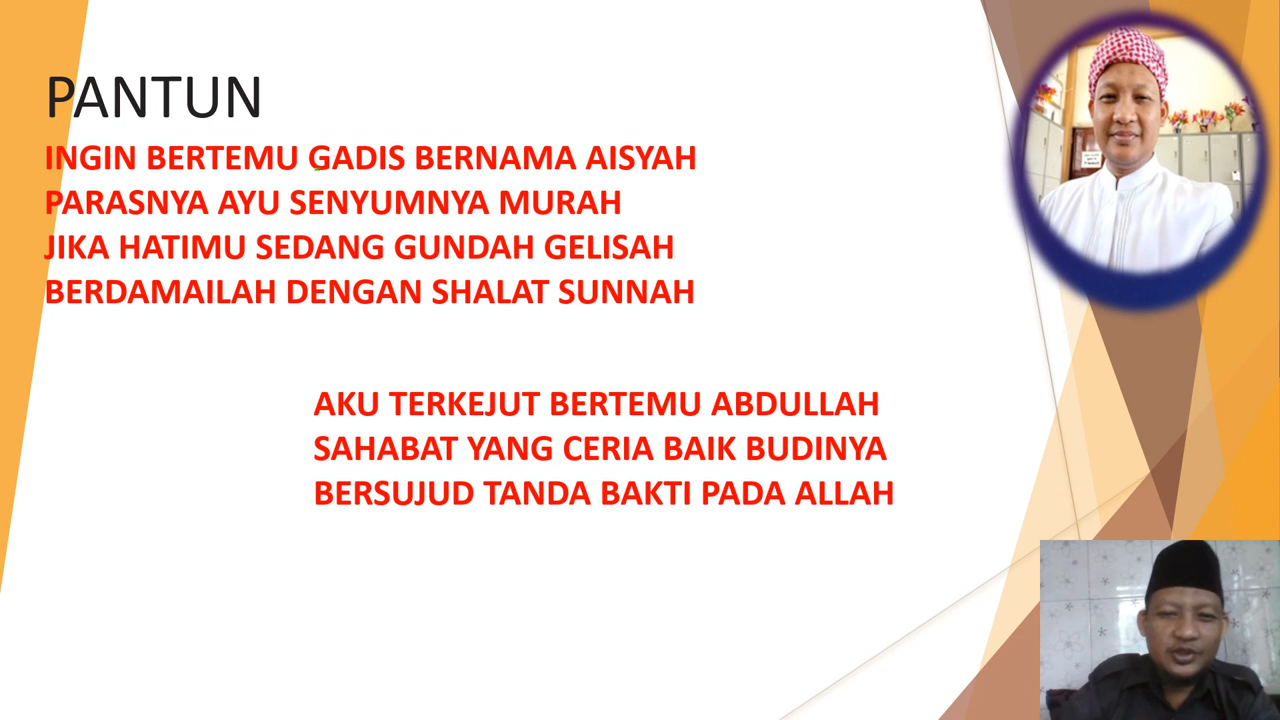 PANTUN
INGIN BERTEMU GADIS BERNAMA AISYAH
PARASNYA AYU SENYUMNYA MURAH
JIKA HATIMU SEDANG GUNDAH GELISAH
BERDAMAILAH DENGAN SHALAT SUNNAH
AKU TERKEJUT BERTEMU ABDULLAH
SAHABAT YANG CERIA BAIK BUDINYA
BERSUJUD TANDA BAKTI PADA ALLAH